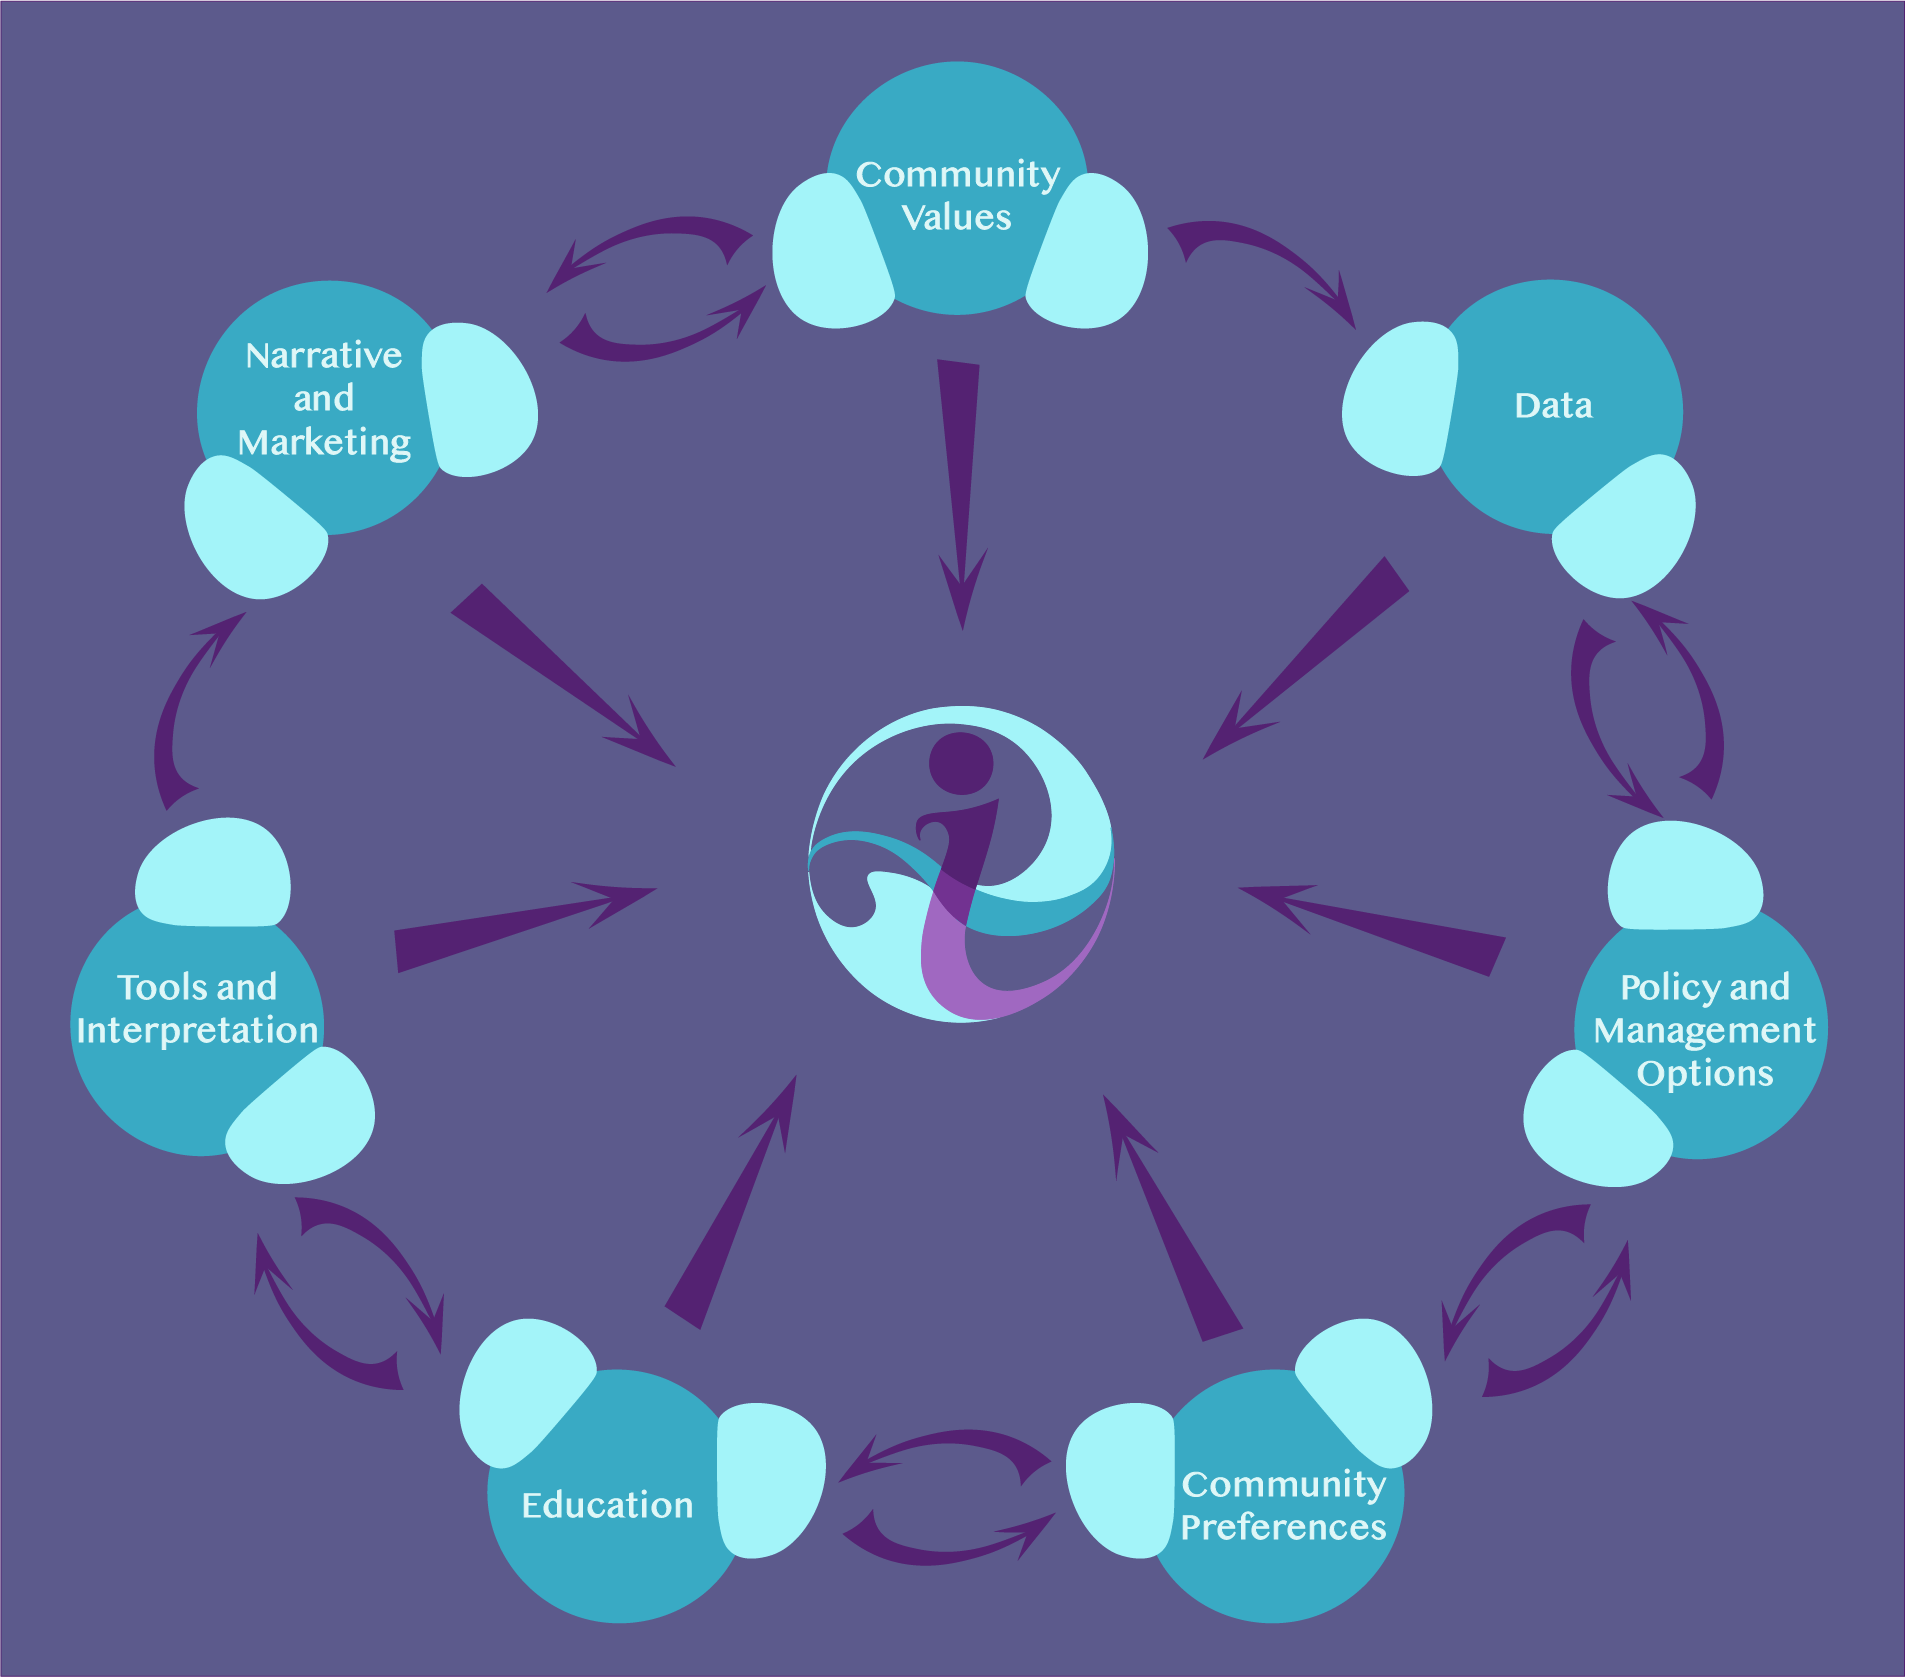 Community
Values
Narrative
and
Marketing
Data
Tools and
Interpretation
Policy and
Management
Options
Education
Community
Preferences